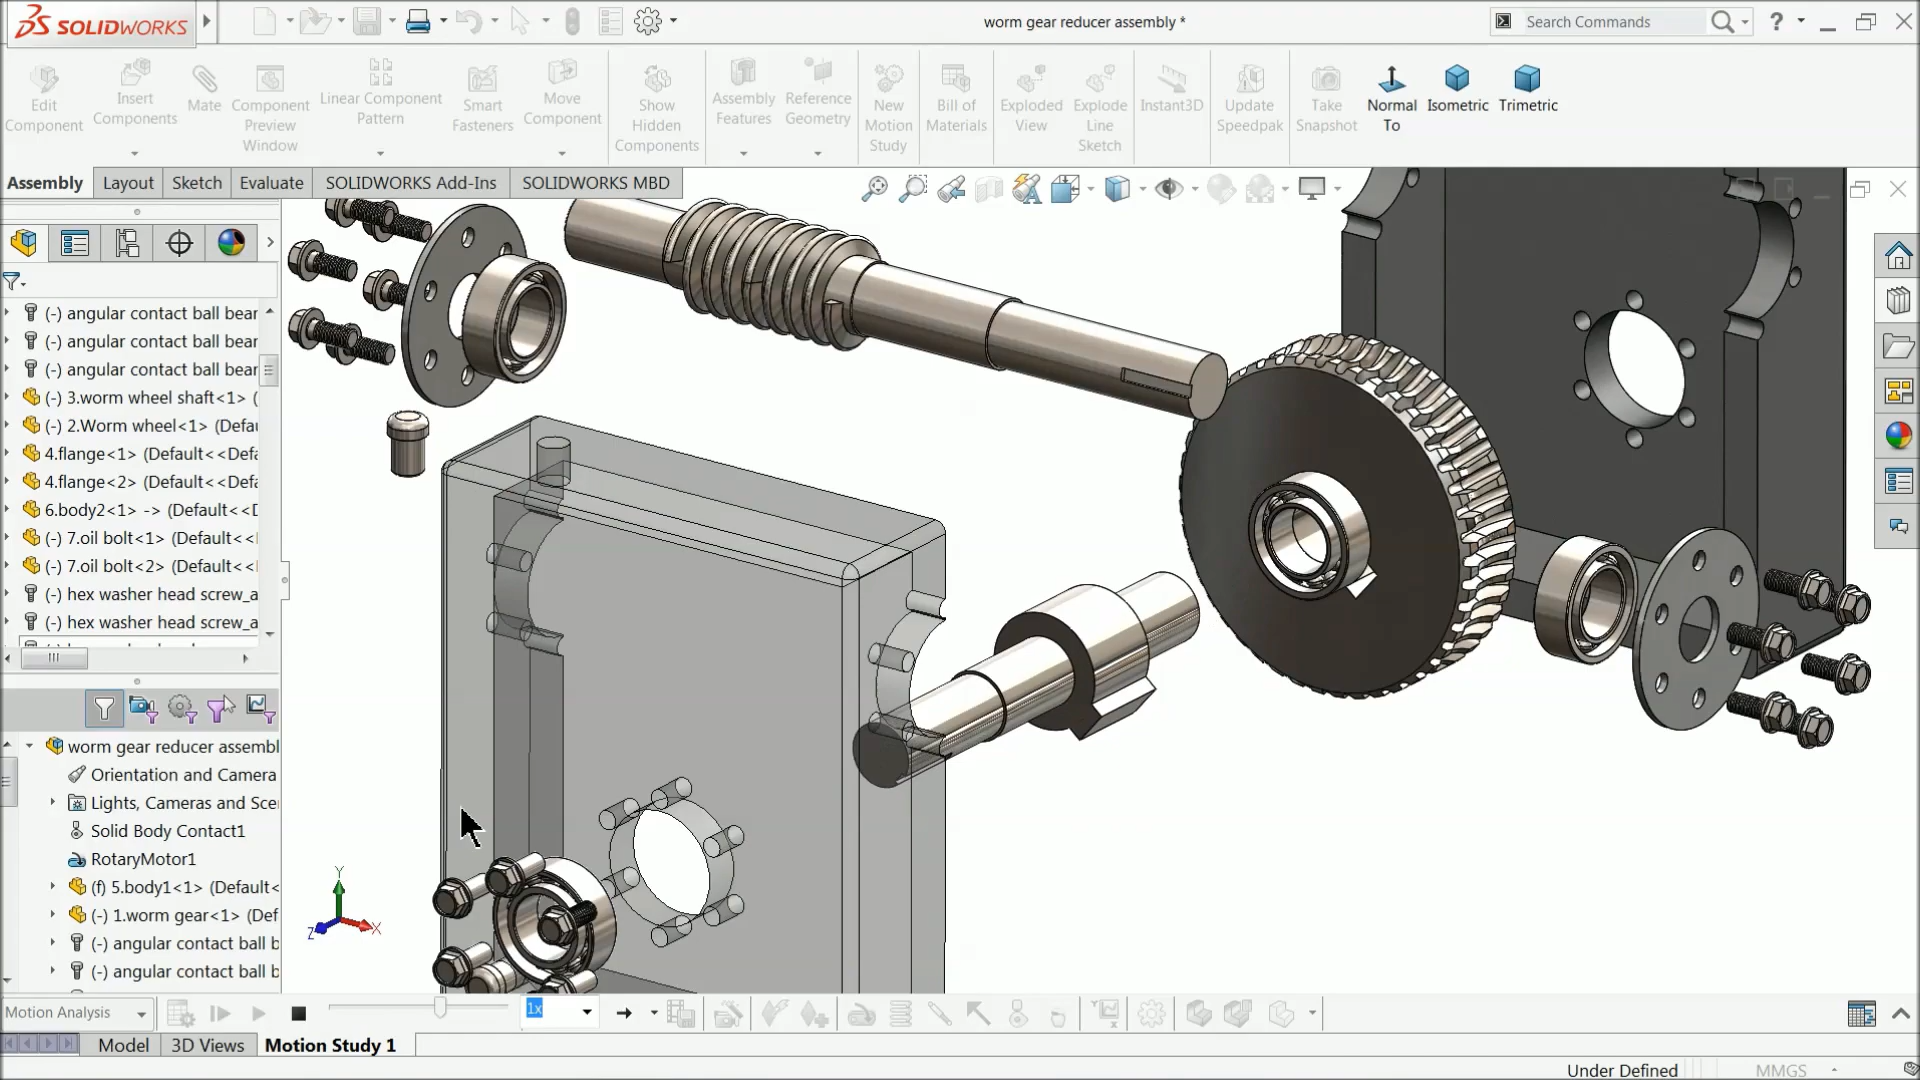 SOLIDWORKS
worm gear reducer assembly *
Search Commands
?
Edit Component
Insert Components
Mate
Component Preview Window
Linear Component Pattern
Smart Fasteners
Move Component
Show Hidden Components
Assembly Features
Reference Geometry
New Motion Study
Bill of Materials
Exploded View
Explode Line Sketch
Instant3D
Update Speedpak
Take Snapshot
Normal To
Isometric
Trimetric
Assembly
Layout
Sketch
Evaluate
SOLIDWORKS Add-Ins
SOLIDWORKS MBD
(-) angular contact ball bear
(-) angular contact ball bear
(-) angular contact ball bear
(-) 3.worm wheel shaft<1> (
(-) 2.Worm wheel<1> (Defau
4.flange<1> (Default<<Defa
4.flange<2> (Default<<Defa
6.body2<1> -> (Default<<D
(-) 7.oil bolt<1> (Default<<
(-) 7.oil bolt<2> (Default<<
(-) hex washer head screw_a
(-) hex washer head screw_a
worm gear reducer assembl
Orientation and Camera
Lights, Cameras and Sce
Solid Body Contact1
RotaryMotor1
(f) 5.body1<1> (Default<
(-) 1.worm gear<1> (Def
(-) angular contact ball b
(-) angular contact ball b
Y
Z
X
Motion Analysis
1x
Model
3D Views
Motion Study 1
Under Defined
MMGS